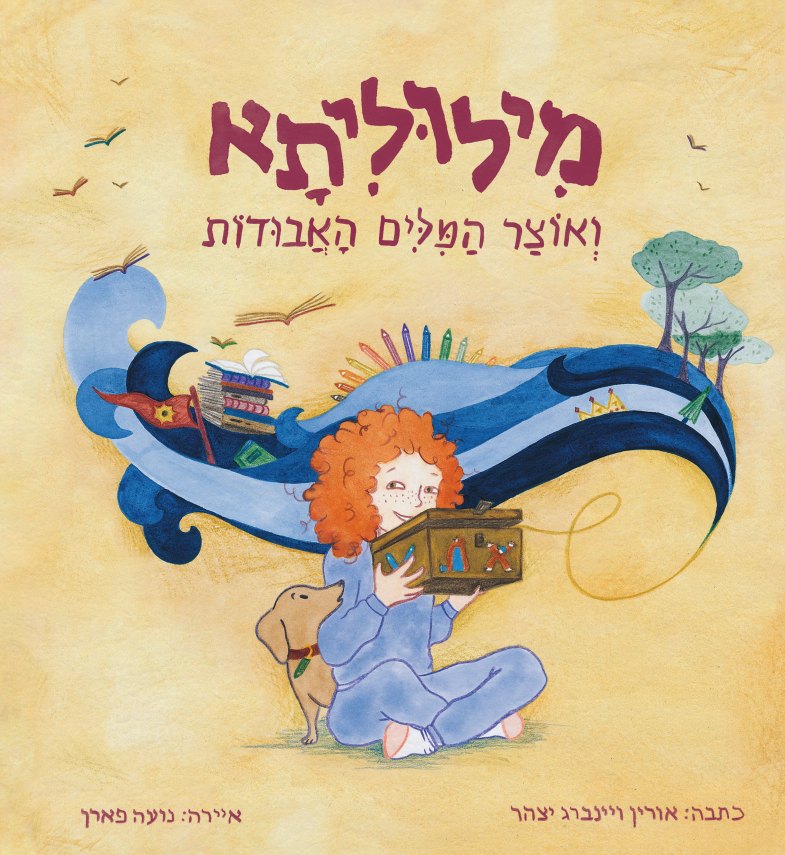 מִילוּלִיתָא
וְאוֹצַר הַמִּלִּים הָאֲבוּדוֹת
כתבה: אורין ויינברג יצהר
איירה: נועה פארן